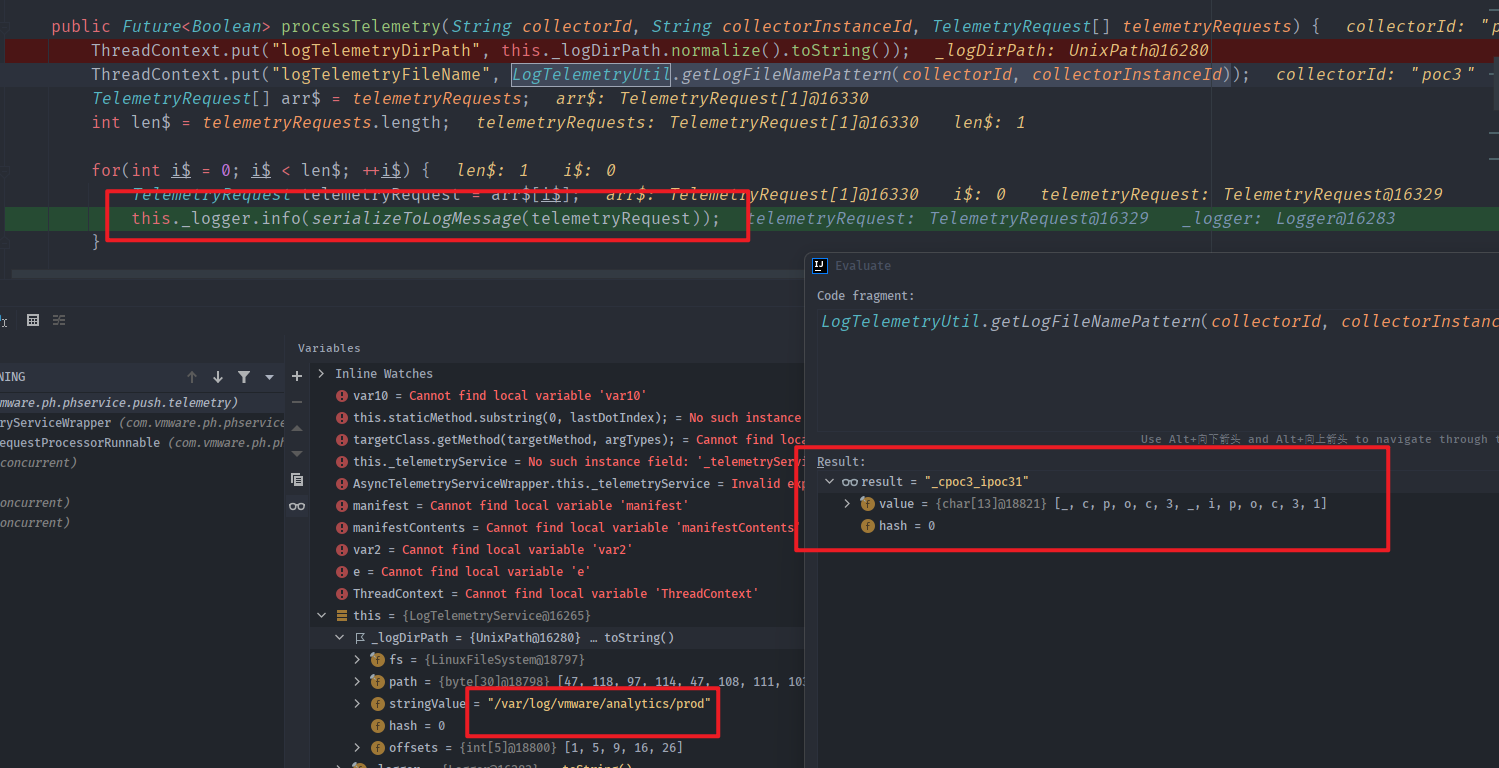 public Future<Boolean> processTelemetry(String collectorId, String collectorInstanceId, TelemetryRequest[] telemetryRequests) { collectorId: "p
ThreadContext.put("logTelemetryDirPath", this._logDirPath.normalize().toString()); _logDirPath: UnixPath@16280
ThreadContext.put("logTelemetryFileName", LogTelemetryUtil.getLogFileNamePattern(collectorId, collectorInstanceId)); collectorId: "poc3"
TelemetryRequest[] arr$ = telemetryRequests; arr$: TelemetryRequest[1]@16330
int len$ = telemetryRequests.length; telemetryRequests: TelemetryRequest[1]@16330 len$: 1
for(int i$ = 0; i$ < len$; ++i$) { len$: 1 i$: 0
TelemetryRequest telemetryRequest = arr$[i$]; arr$: TelemetryRequest[1]@16330 i$: 0 telemetryRequest: TelemetryRequest@16329
this._logger.info(serializeToLogMessage(telemetryRequest)); telemetryRequest: TelemetryRequest@16329 _logger: Logger@16283
}
Evaluate
Code fragment:
LogTelemetryUtil.getLogFileNamePattern(collectorId, collectorInstanc
Use Alt+向下箭头 and Alt+向上箭头 to navigate through t
Result:
result = "_cpoc3_ipoc31"
value = {char[13]@18821} [_, c, p, o, c, 3, _, i, p, o, c, 3, 1]
hash = 0
NING
mware.ph.phservice.push.telemetry)
ryServiceWrapper (com.vmware.ph.phservice
equestProcessorRunnable (com.vmware.ph.ph
concurrent)
oncurrent)
oncurrent)
Variables
Inline Watches
var10 = Cannot find local variable 'var10'
this.staticMethod.substring(0, lastDotIndex); = No such instance
targetClass.getMethod(targetMethod, argTypes); = Cannot find loca
this._telemetryService = No such instance field: '_telemetryServi
AsyncTelemetryServiceWrapper.this._telemetryService = Invalid exp
manifest = Cannot find local variable 'manifest'
manifestContents = Cannot find local variable 'manifestContents'
var2 = Cannot find local variable 'var2'
e = Cannot find local variable 'e'
ThreadContext = Cannot find local variable 'ThreadContext'
this = {LogTelemetryService@16265}
_logDirPath = {UnixPath@16280} … toString()
fs = {LinuxFileSystem@18797}
path = {byte[30]@18798} [47, 118, 97, 114, 47, 108, 111, 103
stringValue = "/var/log/vmware/analytics/prod"
hash = 0
offsets = {int[5]@18800} [1, 5, 9, 16, 26]
_logger = {Logger@16283} … toString()